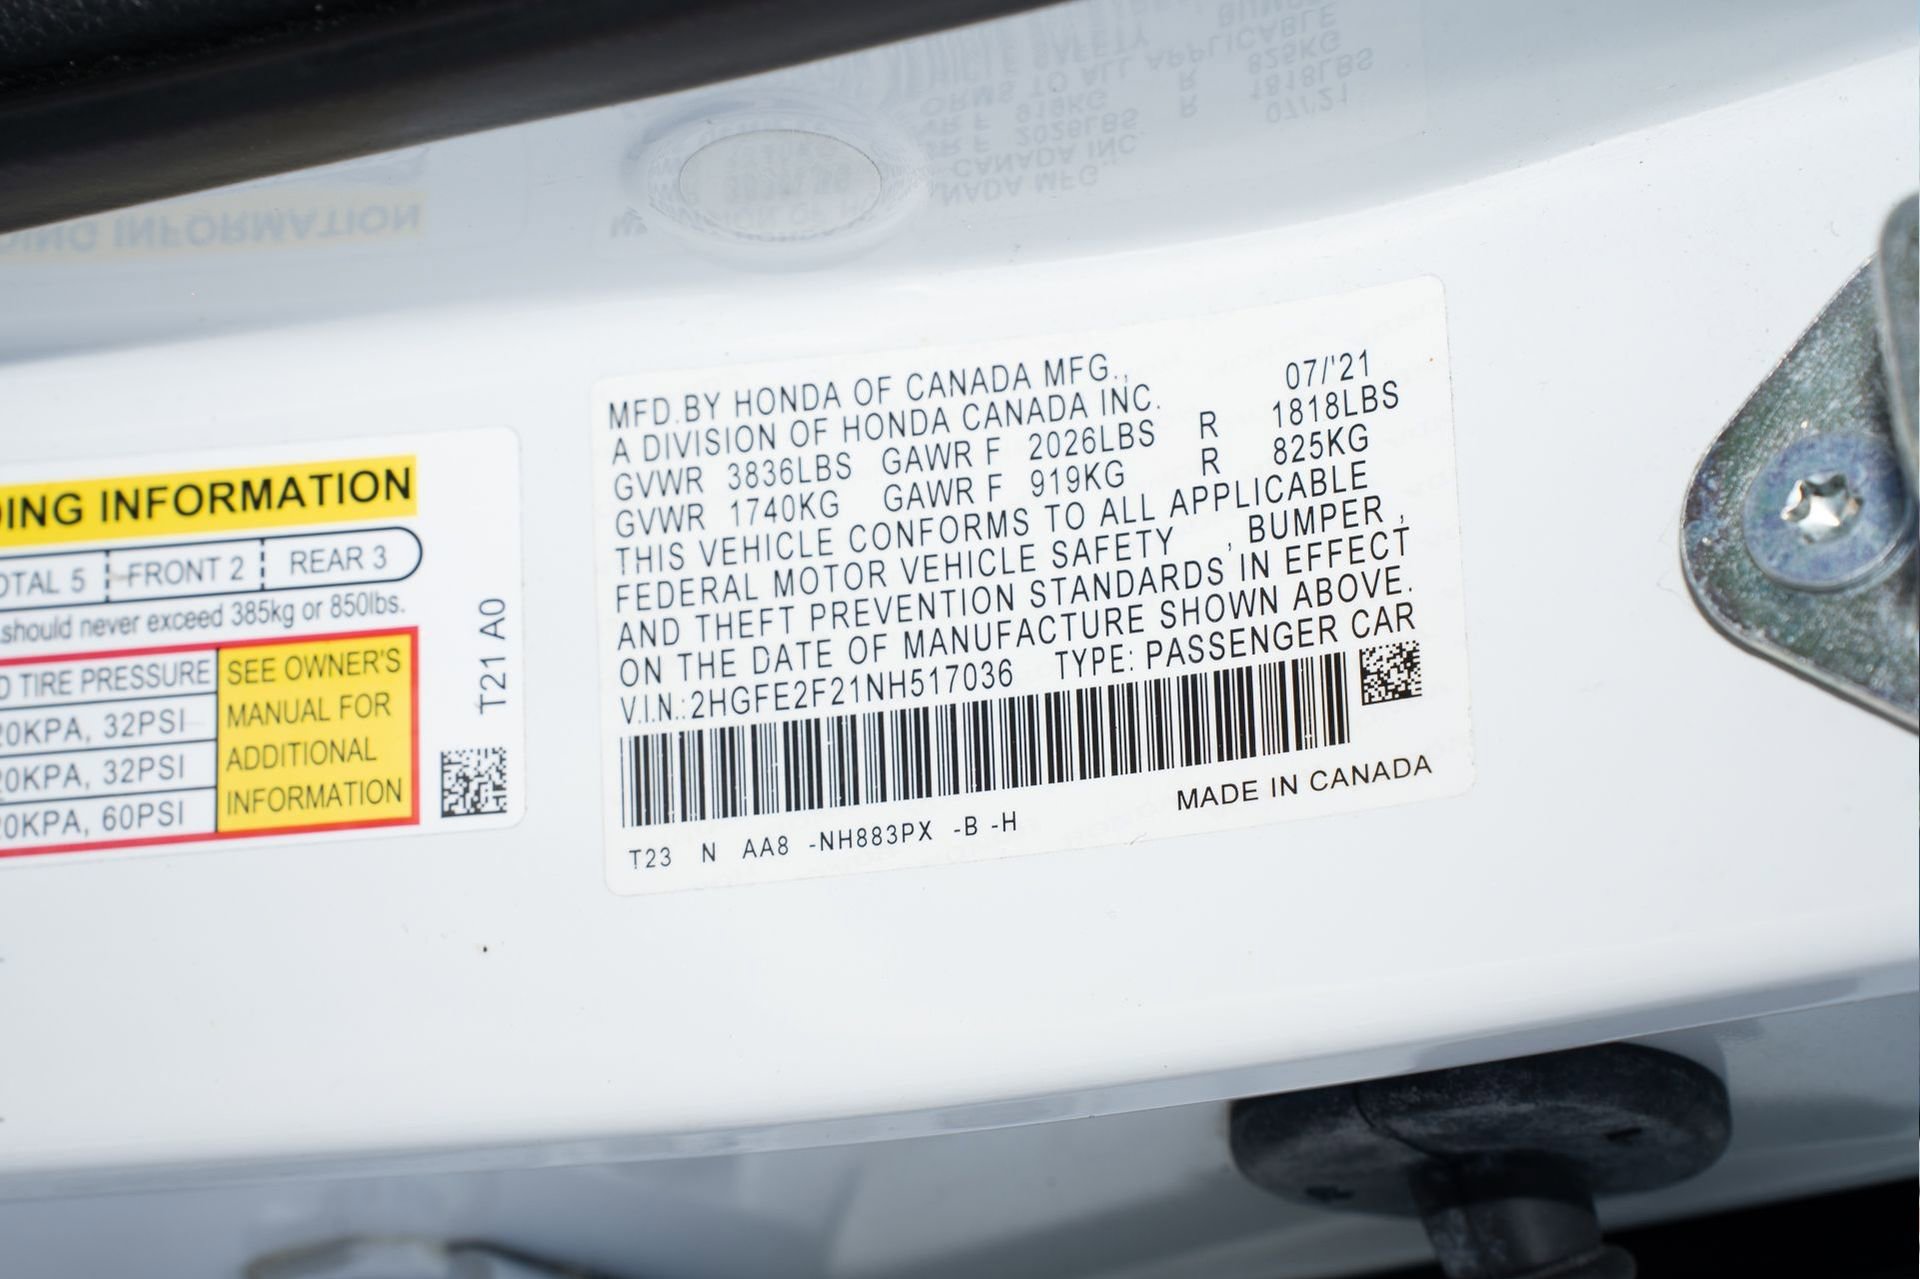 DING INFORMATION
OTAL 5 FRONT 2 REAR 3
should never exceed 385kg or 850lbs.
TIRE PRESSURE
20KPA, 32PSI
20KPA, 32PSI
20KPA, 60PSI
SEE OWNER'S
MANUAL FOR
ADDITIONAL
INFORMATION
T21 A0
MFD.BY HONDA OF CANADA MFG., 07/'21
A DIVISION OF HONDA CANADA INC.
GVWR 3836LBS GAWR F 2026LBS R 1818LBS
GVWR 1740KG GAWR F 919KG R 825KG
THIS VEHICLE CONFORMS TO ALL APPLICABLE
FEDERAL MOTOR VEHICLE SAFETY , BUMPER ,
AND THEFT PREVENTION STANDARDS IN EFFECT
ON THE DATE OF MANUFACTURE SHOWN ABOVE.
V.I.N.:2HGFE2F21NH517036 TYPE: PASSENGER CAR
MADE IN CANADA
T23 N AA8 -NH883PX -B -H